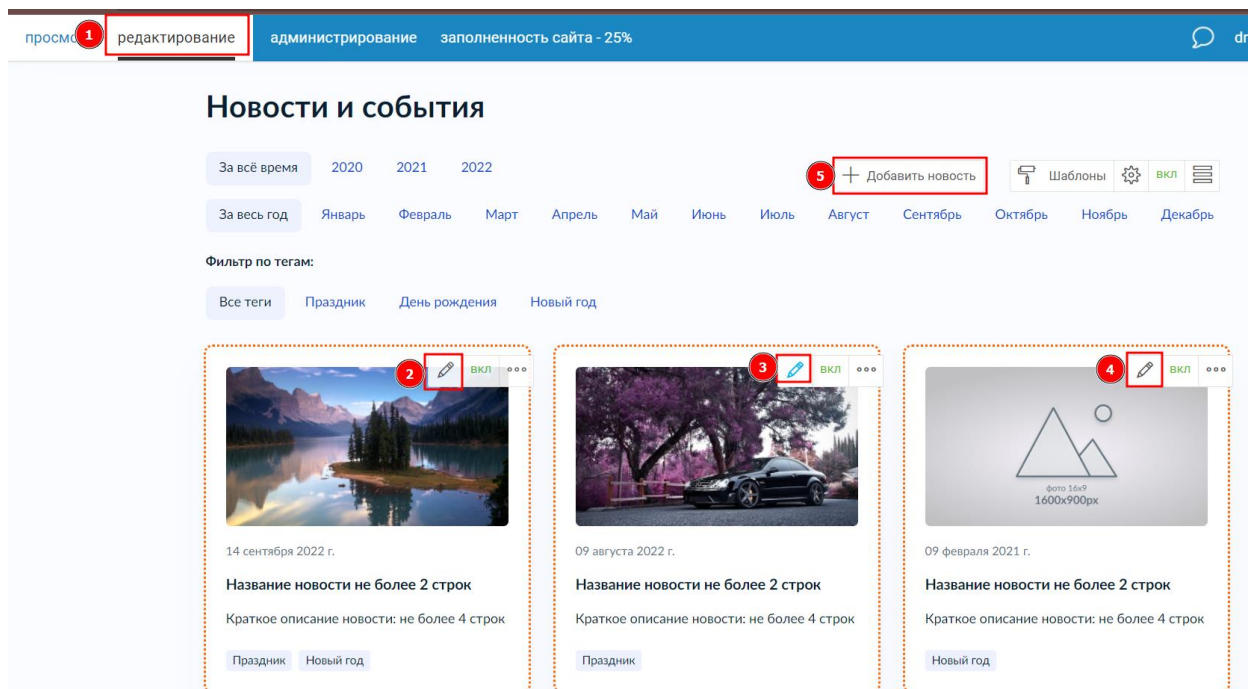 1 редактирование администрирование заполненность сайта - 25%
Новости и события
За всё время 2020 2021 2022
5 Добавить новость Шаблоны вкл
За весь год Январь Февраль Март Апрель Май Июнь Июль Август Сентябрь Октябрь Ноябрь Декабрь
Фильтр по тегам:
Все теги Праздник День рождения Новый год
2 вкл
3 вкл
4 вкл
фото 16x9
1600x900px
14 сентября 2022 г. 09 августа 2022 г. 09 февраля 2021 г.
Название новости не более 2 строк Название новости не более 2 строк Название новости не более 2 строк
Краткое описание новости: не более 4 строк Краткое описание новости: не более 4 строк Краткое описание новости: не более 4 строк
Праздник Новый год Праздник Новый год